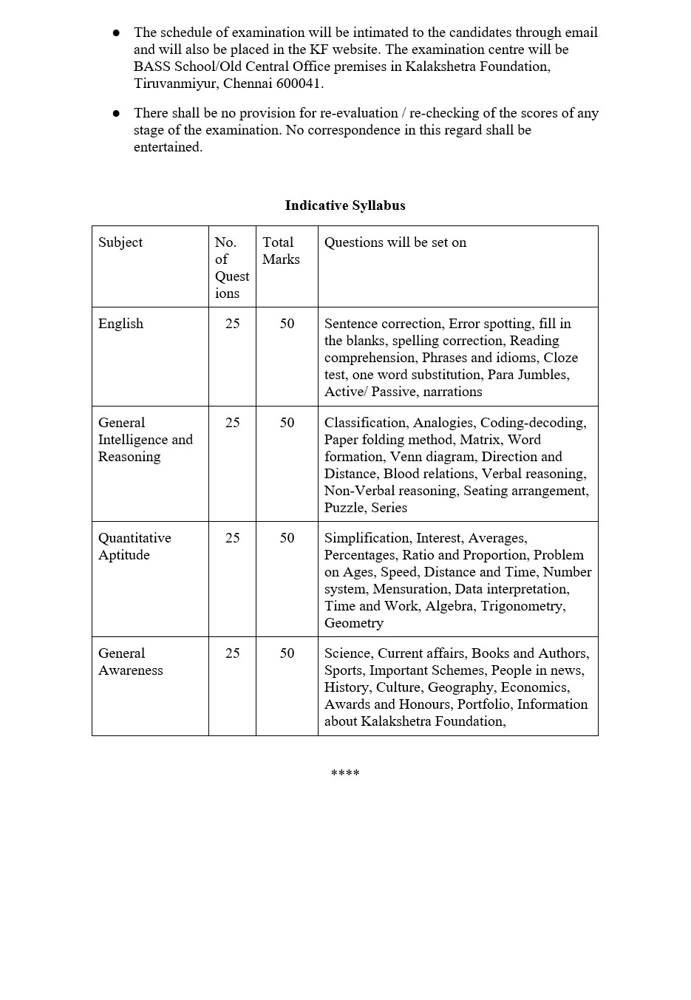 ● The schedule of examination will be intimated to the candidates through email
and will also be placed in the KF website. The examination centre will be
BASS School/Old Central Office premises in Kalakshetra Foundation,
Tiruvanmiyur, Chennai 600041.
● There shall be no provision for re-evaluation / re-checking of the scores of any
stage of the examination. No correspondence in this regard shall be
entertained.
Indicative Syllabus
Subject
No.
of
Quest
ions
Total
Marks
Questions will be set on
English
25
50
Sentence correction, Error spotting, fill in
the blanks, spelling correction, Reading
comprehension, Phrases and idioms, Cloze
test, one word substitution, Para Jumbles,
Active/ Passive, narrations
General
Intelligence and
Reasoning
25
50
Classification, Analogies, Coding-decoding,
Paper folding method, Matrix, Word
formation, Venn diagram, Direction and
Distance, Blood relations, Verbal reasoning,
Non-Verbal reasoning, Seating arrangement,
Puzzle, Series
Quantitative
Aptitude
25
50
Simplification, Interest, Averages,
Percentages, Ratio and Proportion, Problem
on Ages, Speed, Distance and Time, Number
system, Mensuration, Data interpretation,
Time and Work, Algebra, Trigonometry,
Geometry
General
Awareness
25
50
Science, Current affairs, Books and Authors,
Sports, Important Schemes, People in news,
History, Culture, Geography, Economics,
Awards and Honours, Portfolio, Information
about Kalakshetra Foundation,
****